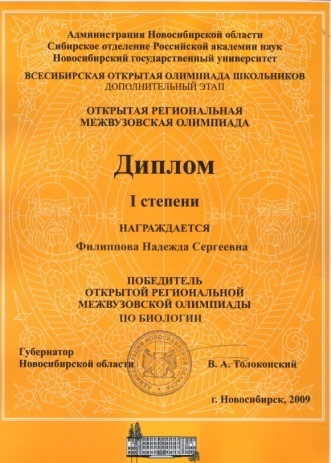 Администрация Новосибирской области
Сибирское отделение Российской академии наук
Новосибирский государственный университет
ВСЕСИБИРСКАЯ ОТКРЫТАЯ ОЛИМПИАДА ШКОЛЬНИКОВ
ДОПОЛНИТЕЛЬНЫЙ ЭТАП
ОТКРЫТАЯ РЕГИОНАЛЬНАЯ
МЕЖВУЗОВСКАЯ ОЛИМПИАДА
Диплом
I степени
НАГРАЖДАЕТСЯ
Филиппова Надежда Сергеевна
ПОБЕДИТЕЛЬ
ОТКРЫТОЙ РЕГИОНАЛЬНОЙ
МЕЖВУЗОВСКОЙ ОЛИМПИАДЫ
ПО БИОЛОГИИ
Губернатор
Новосибирской области
В. А. Толоконский
г. Новосибирск, 2009